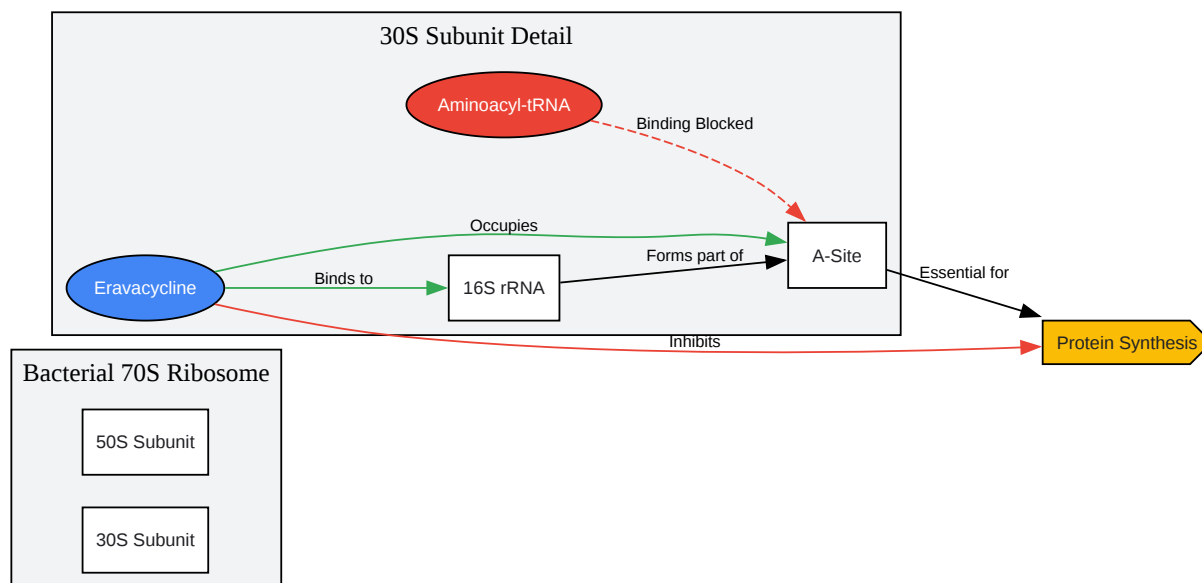 30S Subunit Detail
Aminoacyl-tRNA
Binding Blocked
Occupies
Forms part of
A-Site
Binds to
Eravacycline
16S rRNA
Essential for
Inhibits
Protein Synthesis
Bacterial 70S Ribosome
50S Subunit
30S Subunit